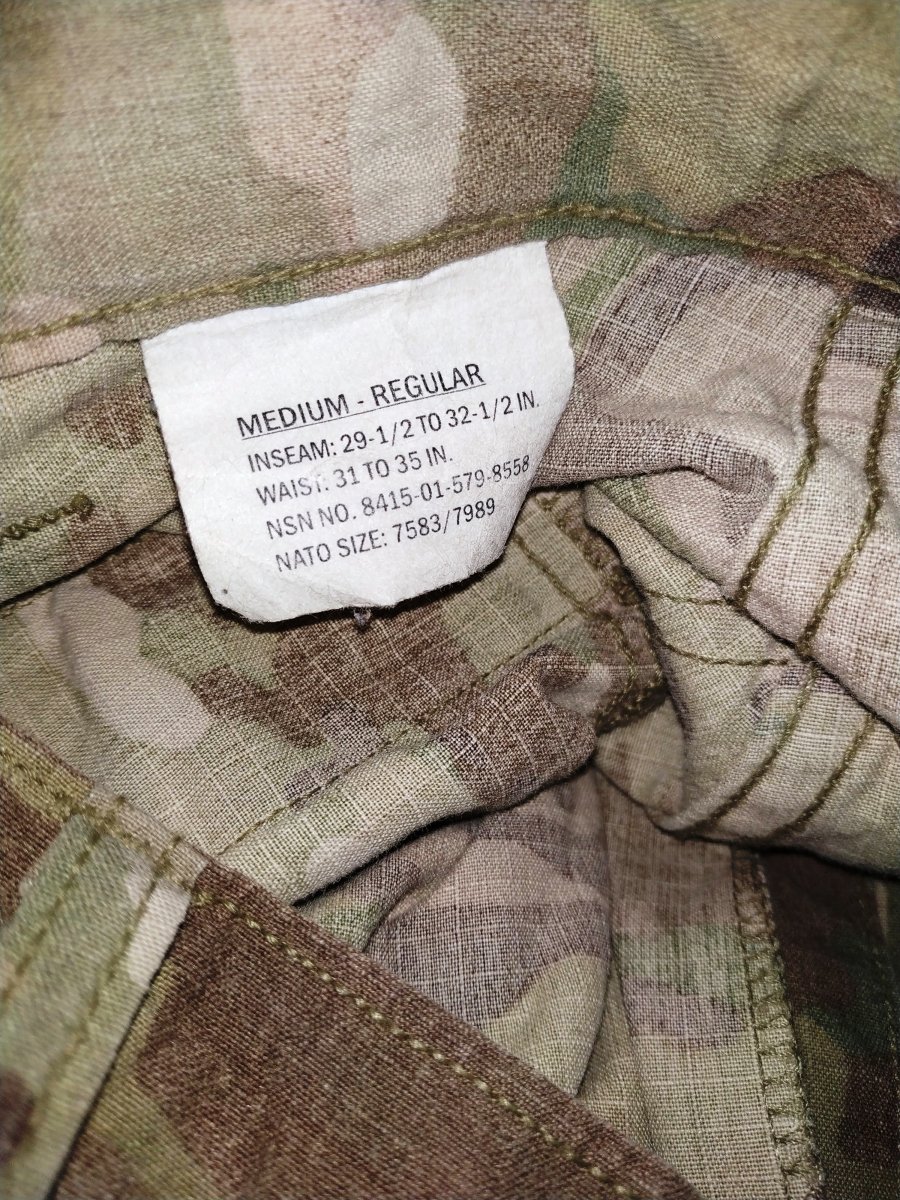 MEDIUM - REGULAR
INSEAM: 29-1/2 TO 32-1/2 IN.
WAIST: 31 TO 35 IN.
NSN NO. 8415-01-579-8558
NATO SIZE: 7583/7989